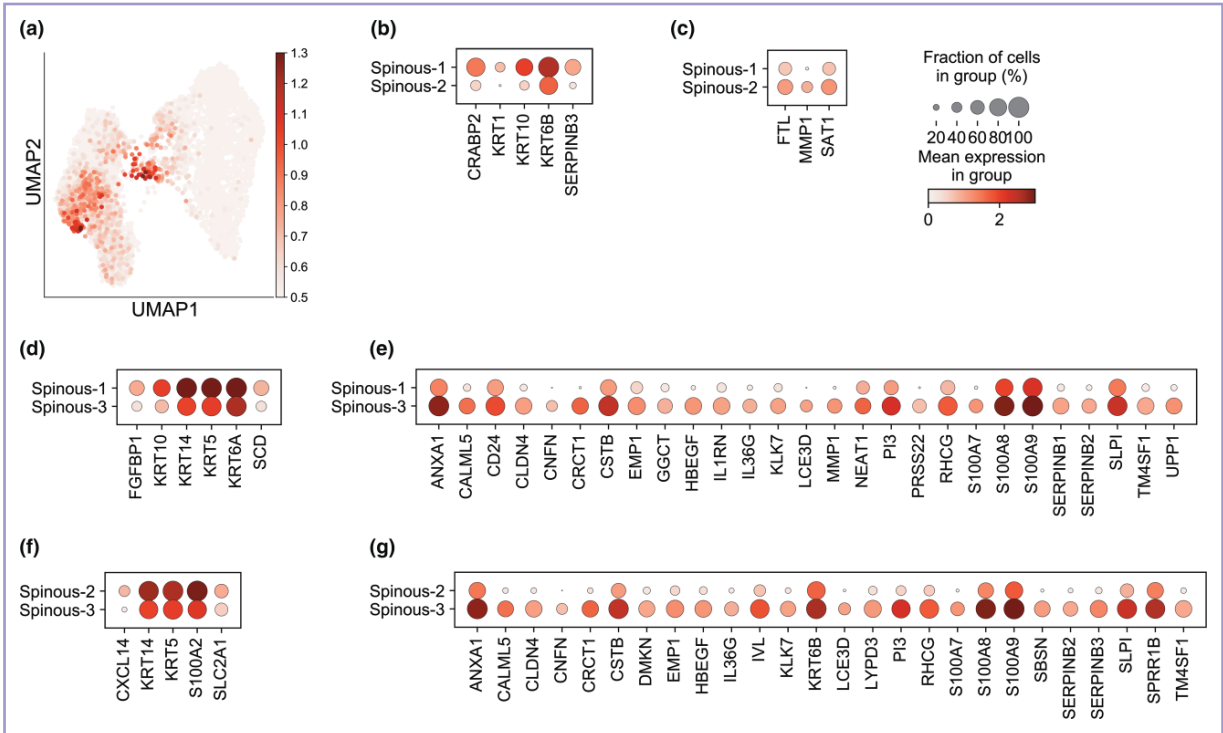 (a)
1.3
1.2
1.1
1.0
0.9
0.8
0.7
0.6
0.5
UMAP2
UMAP1
(b)
Spinous-1
Spinous-2
CRABP2
KRT1
KRT10
KRT6B
SERPINB3
(c)
Spinous-1
Spinous-2
FTL
MMP1
SAT1
Fraction of cells
in group (%)
20 40 60 80 100
Mean expression
in group
0 2
(d)
Spinous-1
Spinous-3
FGFBP1
KRT10
KRT14
KRT5
KRT6A
SCD
(e)
Spinous-1
Spinous-3
ANXA1
CALML5
CD24
CLDN4
CNFN
CRCT1
CSTB
EMP1
GGCT
HBEGF
IL1RN
IL36G
KLK7
LCE3D
MMP1
NEAT1
PI3
PRSS22
RHCG
S100A7
S100A8
S100A9
SERPINB1
SERPINB2
SLPI
TM4SF1
UPP1
(f)
Spinous-2
Spinous-3
CXCL14
KRT14
KRT5
S100A2
SLC2A1
(g)
Spinous-2
Spinous-3
ANXA1
CALML5
CLDN4
CNFN
CRCT1
CSTB
DMKN
EMP1
HBEGF
IL36G
IVL
KLK7
KRT6B
LCE3D
LYPD3
PI3
RHCG
S100A7
S100A8
S100A9
SBSN
SERPINB2
SERPINB3
SLPI
SPRR1B
TM4SF1